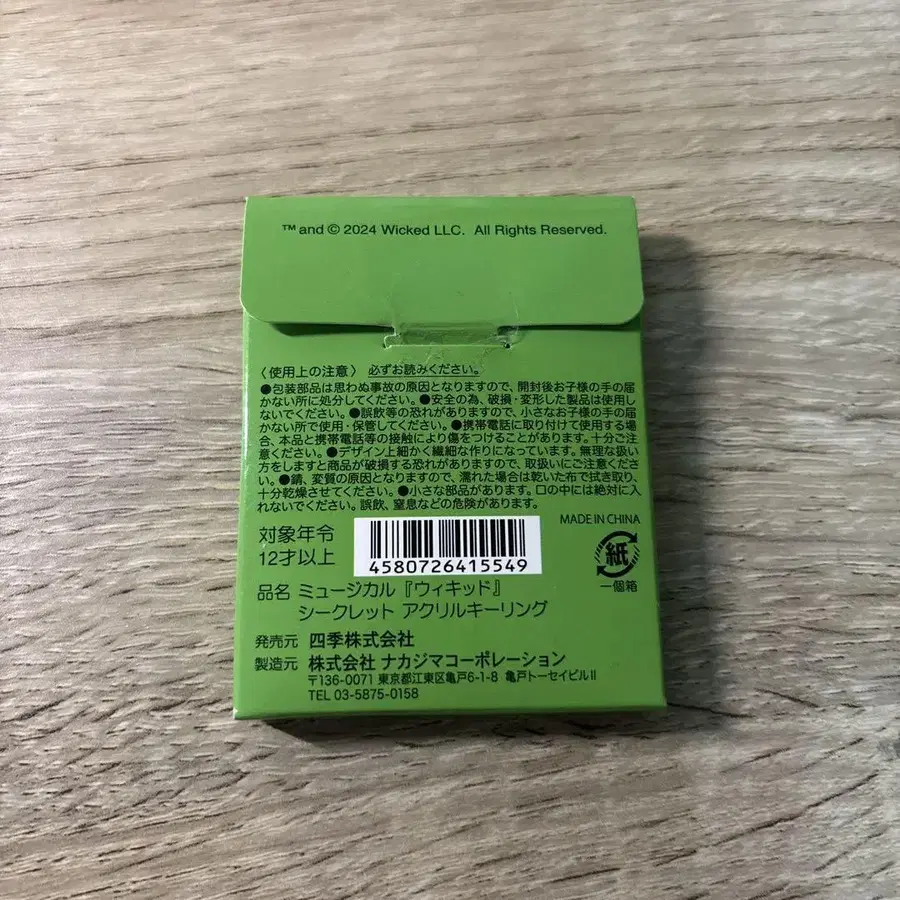 ™ and © 2024 Wicked LLC. All Rights Reserved.
〈使用上の注意〉 必ずお読みください。
●包装部品は思わぬ事故の原因となりますので、開封後お子様の手の届
かない所に処分してください。●安全の為、破損・変形した製品は使用し
ないでください。●誤飲等の恐れがありますので、小さなお子様の手の届
かない所で使用・保管してください。●携帯電話に取り付けて使用する場
合、本品と携帯電話等の接触により傷をつけることがあります。十分ご注
意ください。●デザイン上細かく繊細な作りになっています。無理な扱い
方をしますと商品が破損する恐れがありますので、取扱いにご注意くださ
い。●錆、変質の原因となりますので、濡れた場合は乾いた布で拭き取り、
十分乾燥させてください。●小さな部品があります。口の中には絶対に入
れないでください。誤飲、窒息などの危険があります。
対象年令
12才以上
4580726415549
MADE IN CHINA
紙
一個箱
品名 ミュージカル『ウィキッド』
シークレット アクリルキーリング
発売元 四季株式会社
製造元 株式会社 ナカジマコーポレーション
〒136-0071 東京都江東区亀戸6-1-8 亀戸トーセイビルⅡ
TEL 03-5875-0158